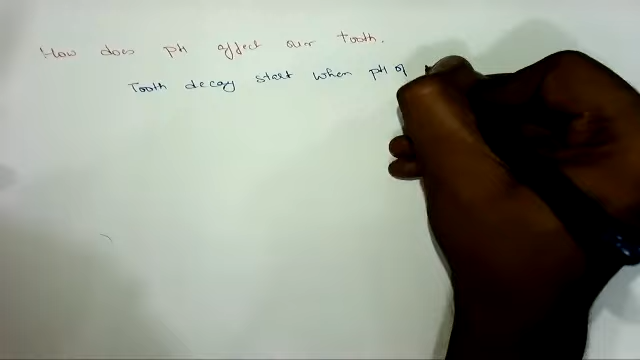 How does pH affect our tooth.
Tooth decay start when pH of